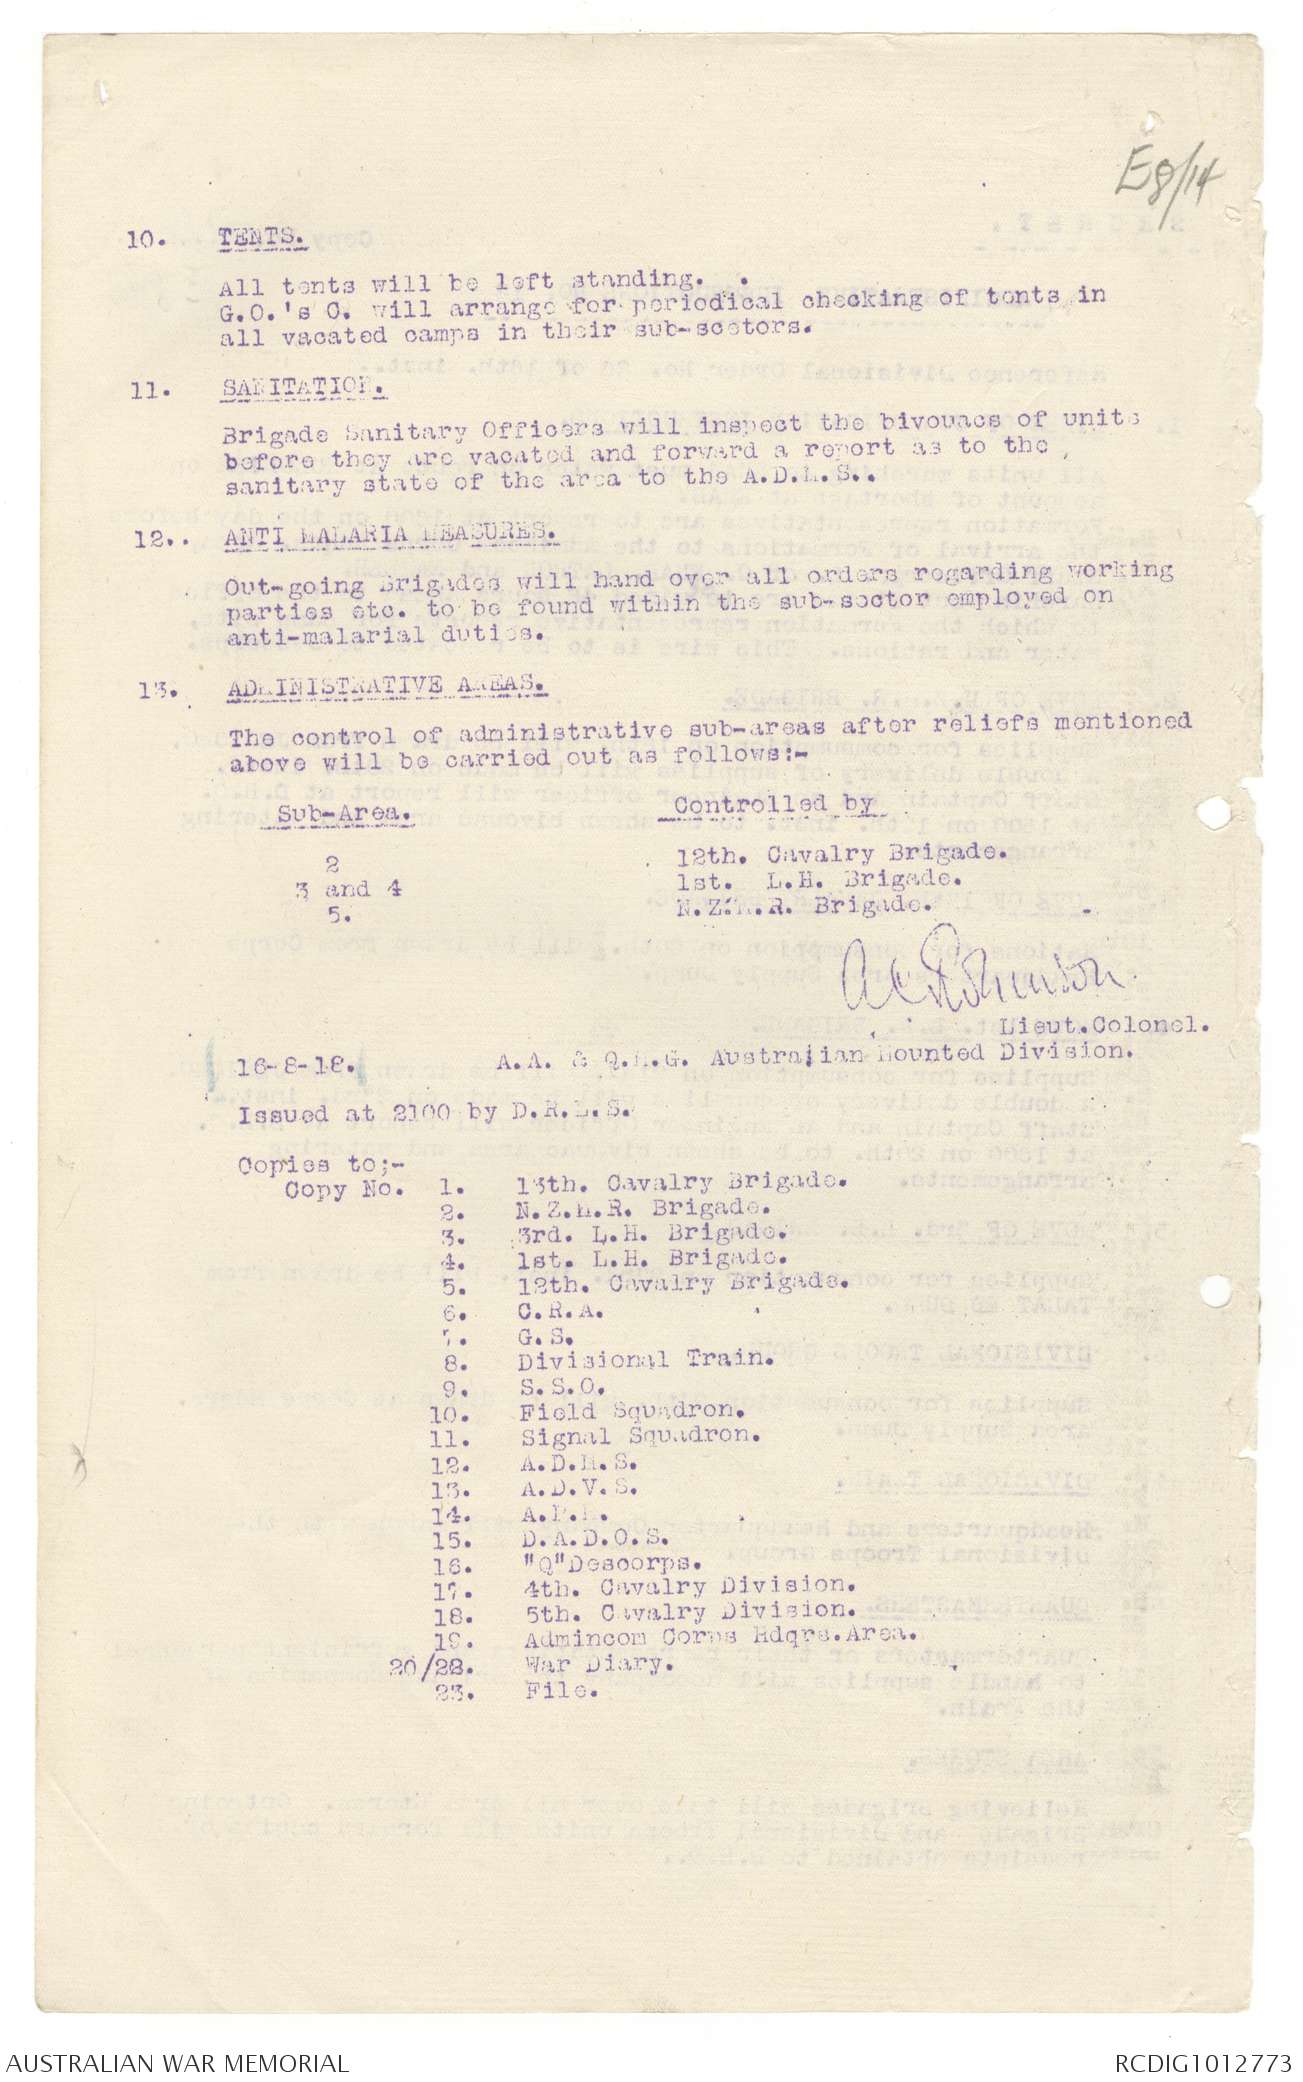 E8/14
10. TENTS.
All tents will be left standing.
G.O.'s C. will arrange for periodical checking of tents in
all vacated camps in their sub-sectors.
11. SANITATION.
Brigade Sanitary Officers will inspect the bivouacs of units
before they are vacated and forward a report as to the
sanitary state of the area to the A.D.M.S..
12.. ANTI MALARIA MEASURES.
Out-going Brigades will hand over all orders regarding working
parties etc. to be found within the sub-sector employed on
anti-malarial duties.
13. ADMINISTRATIVE AREAS.
The control of administrative sub-areas after reliefs mentioned
above will be carried out as follows:-
Sub-Area. Controlled by
2 12th. Cavalry Brigade.
3 and 4 1st. L.H. Brigade.
5. N.Z.M.R. Brigade.
Lieut.Colonel.
16-8-18. A.A. & Q.M.G. Australian Mounted Division.
Issued at 2100 by D.R.L.S.
Copies to;-
Copy No. 1. 13th. Cavalry Brigade.
2. N.Z.M.R. Brigade.
3. 3rd. L.H. Brigade.
4. 1st. L.H. Brigade.
5. 12th. Cavalry Brigade.
6. C.R.A.
7. G.S.
8. Divisional Train.
9. S.S.O.
10. Field Squadron.
11. Signal Squadron.
12. A.D.M.S.
13. A.D.V.S.
14. A.P.M.
15. D.A.D.O.S.
16. "Q"Descorps.
17. 4th. Cavalry Division.
18. 5th. Cavalry Division.
19. Admincom Corps Hdqrs.Area.
20/22. War Diary.
23. File.
AUSTRALIAN WAR MEMORIAL
RCDIG1012773